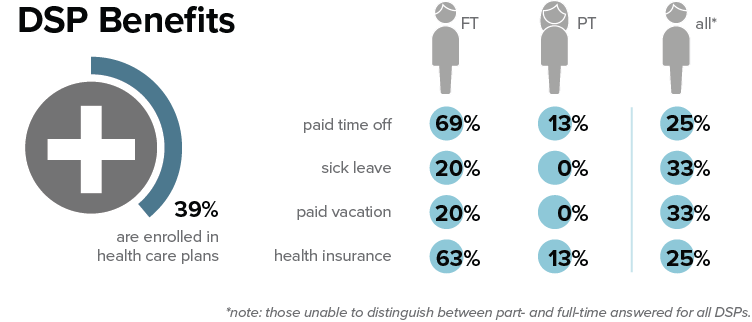 DSP Benefits
FT PT all*
39%
are enrolled in
health care plans
paid time off 69% 13% 25%
sick leave 20% 0% 33%
paid vacation 20% 0% 33%
health insurance 63% 13% 25%
*note: those unable to distinguish between part- and full-time answered for all DSPs.